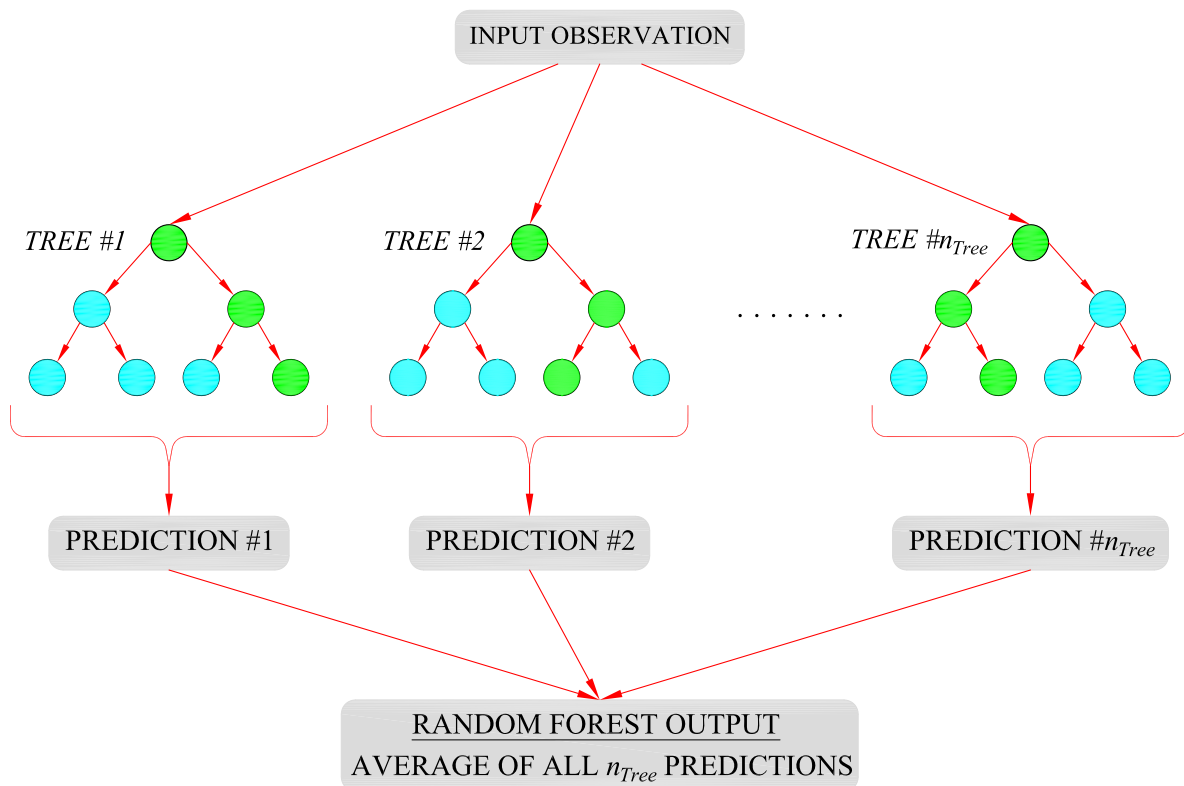 INPUT OBSERVATION
TREE #1
TREE #2
TREE #nTree
. . . . . . .
PREDICTION #1
PREDICTION #2
PREDICTION #nTree
RANDOM FOREST OUTPUT
AVERAGE OF ALL nTree PREDICTIONS